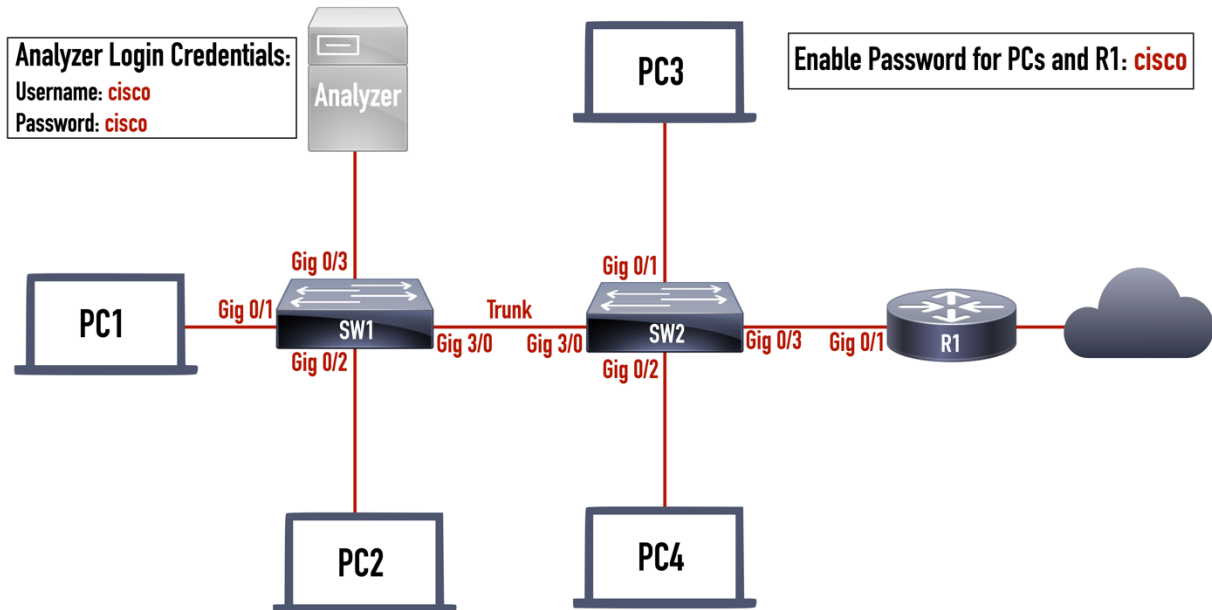 Analyzer Login Credentials:
Username: cisco
Password: cisco
Analyzer
PC3
Enable Password for PCs and R1: cisco
Gig 0/3
Gig 0/1
PC1
Gig 0/1
SW1
Trunk
Gig 3/0
Gig 3/0
SW2
Gig 0/3
Gig 0/1
R1
Gig 0/2
Gig 0/2
PC2
PC4